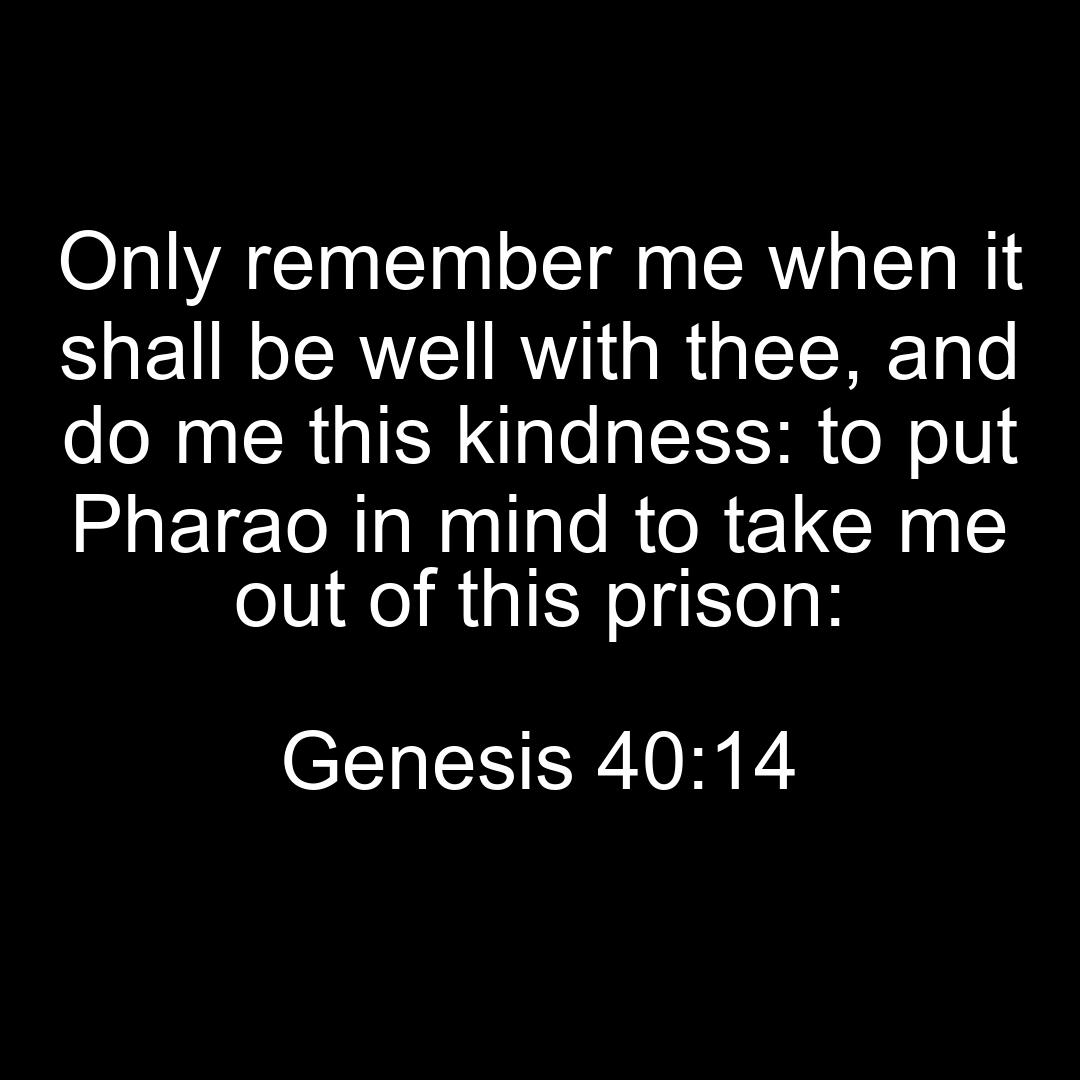 Only remember me when it
shall be well with thee, and
do me this kindness: to put
Pharao in mind to take me
out of this prison:
Genesis 40:14